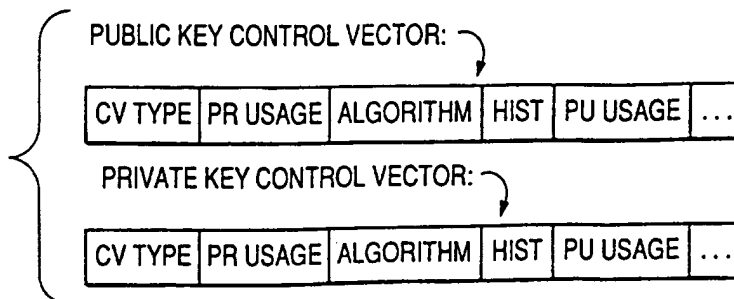 PUBLIC KEY CONTROL VECTOR:
CV TYPE PR USAGE ALGORITHM HIST PU USAGE ...
PRIVATE KEY CONTROL VECTOR:
CV TYPE PR USAGE ALGORITHM HIST PU USAGE ...